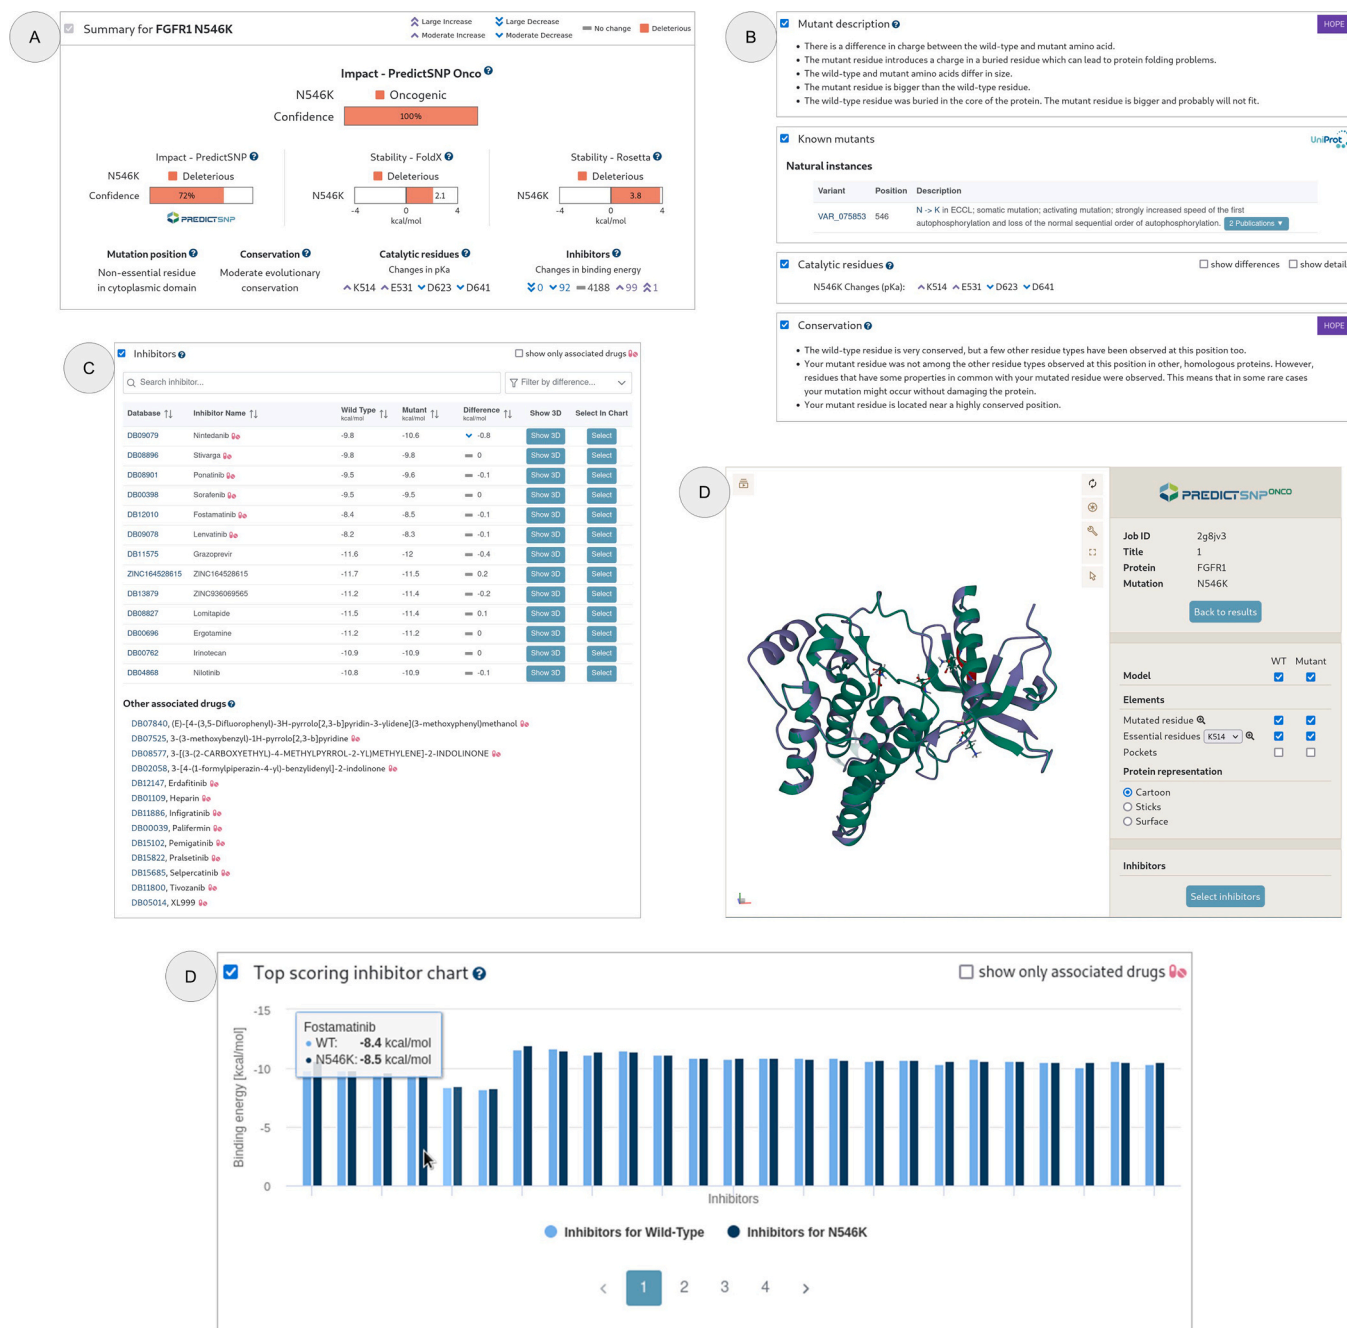 A
Summary for FGFR1 N546K
Large Increase
Large Decrease
Moderate Increase
Moderate Decrease
No change
Deleterious
Impact - PredictSNP Onco
N546K Oncogenic
Confidence 100%
Impact - PredictSNP
N546K Deleterious
Confidence 72%
PREDICTSNP
Stability - FoldX
Deleterious
N546K 2.1
-4 0 4
kcal/mol
Stability - Rosetta
Deleterious
N546K 3.8
-4 0 4
kcal/mol
Mutation position
Non-essential residue
in cytoplasmic domain
Conservation
Moderate evolutionary
conservation
Catalytic residues
Changes in pKa
K514 E531 D623 D641
Inhibitors
Changes in binding energy
0 92 4188 99 1
B
Mutant description
HOPE
• There is a difference in charge between the wild-type and mutant amino acid.
• The mutant residue introduces a charge in a buried residue which can lead to protein folding problems.
• The wild-type and mutant amino acids differ in size.
• The mutant residue is bigger than the wild-type residue.
• The wild-type residue was buried in the core of the protein. The mutant residue is bigger and probably will not fit.
Known mutants
UniProt
Natural instances
Variant Position Description
VAR_075853 546 N -> K in ECCL; somatic mutation; activating mutation; strongly increased speed of the first
autophosphorylation and loss of the normal sequential order of autophosphorylation. 2 Publications ▼
Catalytic residues
show differences show detail
N546K Changes (pKa): K514 E531 D623 D641
Conservation
HOPE
• The wild-type residue is very conserved, but a few other residue types have been observed at this position too.
• Your mutant residue was not among the other residue types observed at this position in other, homologous proteins. However,
residues that have some properties in common with your mutated residue were observed. This means that in some rare cases
your mutation might occur without damaging the protein.
• Your mutant residue is located near a highly conserved position.
C
Inhibitors
show only associated drugs
Search inhibitor...
Filter by difference...
Database Inhibitor Name Wild Type kcal/mol Mutant kcal/mol Difference kcal/mol Show 3D Select In Chart
DB09079 Nintedanib -9.8 -10.6 -0.8 Show 3D Select
DB08896 Stivarga -9.8 -9.8 0 Show 3D Select
DB08901 Ponatinib -9.5 -9.6 -0.1 Show 3D Select
DB00398 Sorafenib -9.5 -9.5 0 Show 3D Select
DB12010 Fostamatinib -8.4 -8.5 -0.1 Show 3D Select
DB09078 Lenvatinib -8.2 -8.3 -0.1 Show 3D Select
DB11575 Grazoprevir -11.6 -12 -0.4 Show 3D Select
ZINC164528615 ZINC164528615 -11.7 -11.5 0.2 Show 3D Select
DB13879 ZINC936069565 -11.2 -11.4 -0.2 Show 3D Select
DB08827 Lomitapide -11.5 -11.4 0.1 Show 3D Select
DB00696 Ergotamine -11.2 -11.2 0 Show 3D Select
DB00762 Irinotecan -10.9 -10.9 0 Show 3D Select
DB04868 Nilotinib -10.8 -10.9 -0.1 Show 3D Select
Other associated drugs
DB07840, (E)-[4-(3,5-Difluorophenyl)-3H-pyrrolo[2,3-b]pyridin-3-ylidene](3-methoxyphenyl)methanol
DB07525, 3-(3-methoxybenzyl)-1H-pyrrolo[2,3-b]pyridine
DB08577, 3-[(3-(2-CARBOXYETHYL)-4-METHYLPYRROL-2-YL)METHYLENE]-2-INDOLINONE
DB02058, 3-[4-(1-formylpiperazin-4-yl)-benzylidenyl]-2-indolinone
DB12147, Erdafitinib
DB01109, Heparin
DB11886, Infigratinib
DB00039, Palifermin
DB15102, Pemigatinib
DB15822, Pralsetinib
DB15685, Selpercatinib
DB11800, Tivozanib
DB05014, XL999
D
PREDICTSNP ONCO
Job ID 2g8jv3
Title 1
Protein FGFR1
Mutation N546K
Back to results
WT Mutant
Model
Elements
Mutated residue
Essential residues K514
Pockets
Protein representation
Cartoon
Sticks
Surface
Inhibitors
Select inhibitors
D
Top scoring inhibitor chart
show only associated drugs
Binding energy [kcal/mol]
-15
-10
-5
0
Fostamatinib
• WT: -8.4 kcal/mol
• N546K: -8.5 kcal/mol
Inhibitors
Inhibitors for Wild-Type Inhibitors for N546K
‹ 1 2 3 4 ›